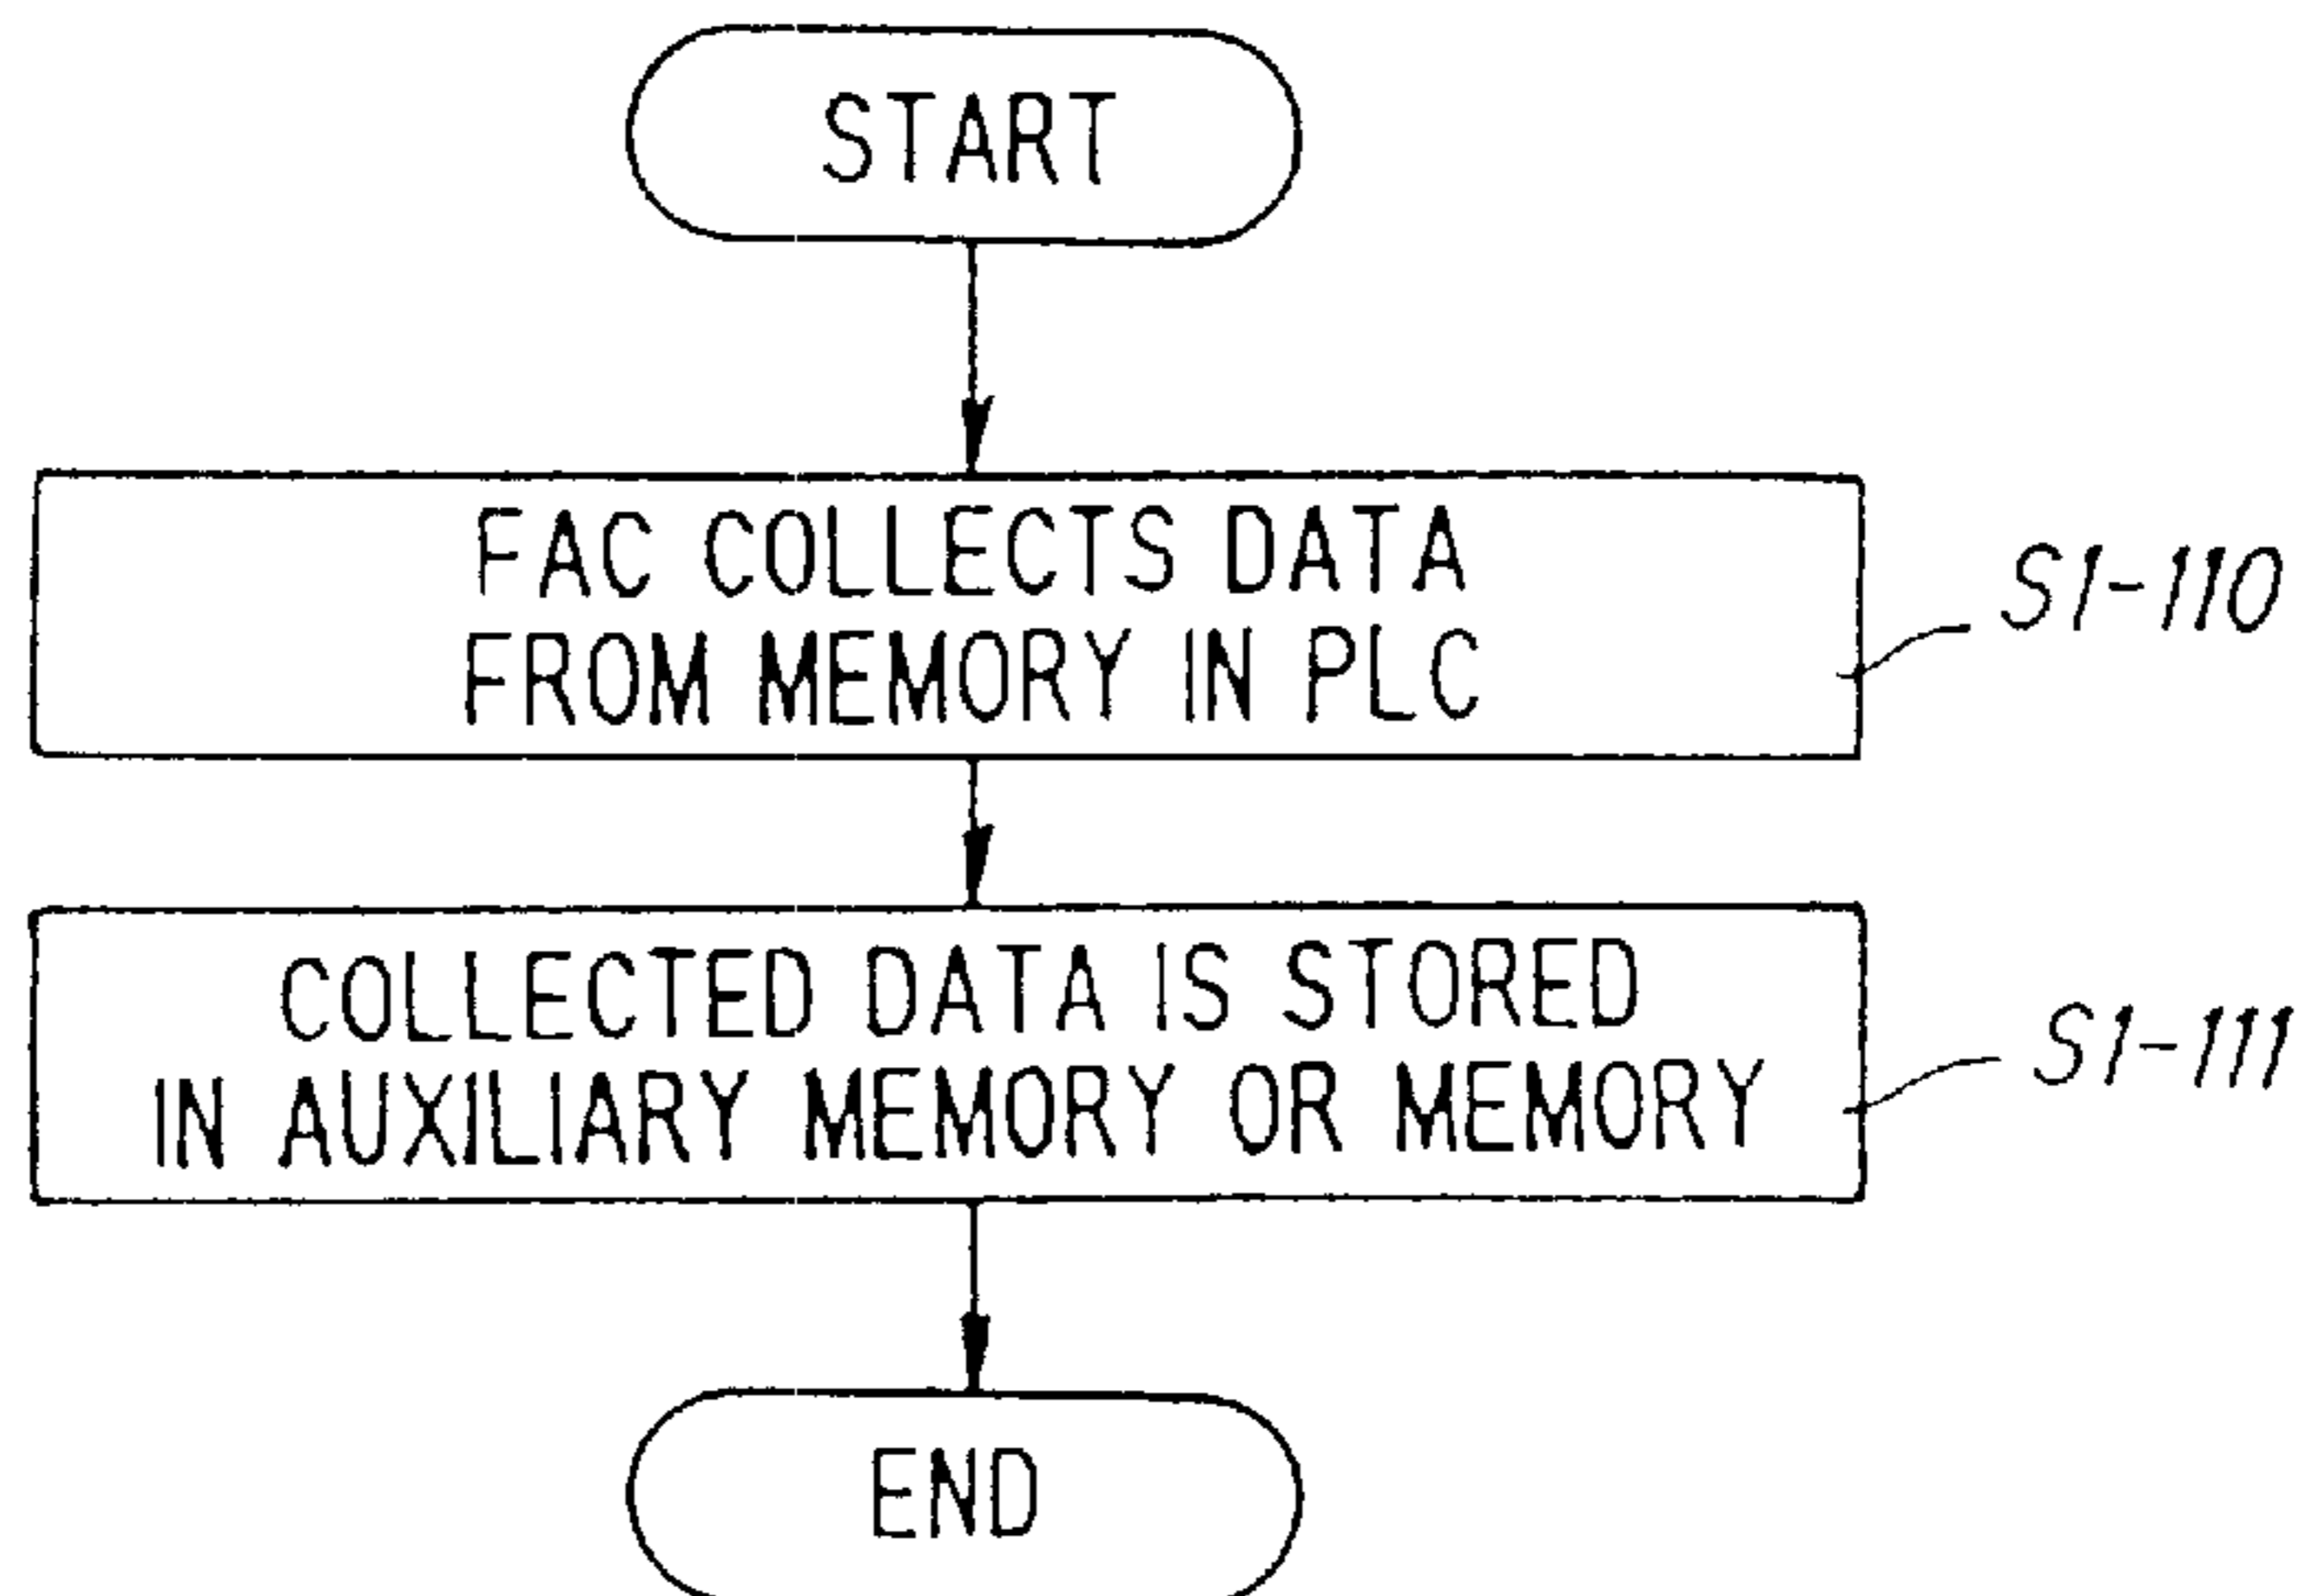 START
FAC COLLECTS DATA
FROM MEMORY IN PLC
S1-110
COLLECTED DATA IS STORED
IN AUXILIARY MEMORY OR MEMORY
S1-111
END